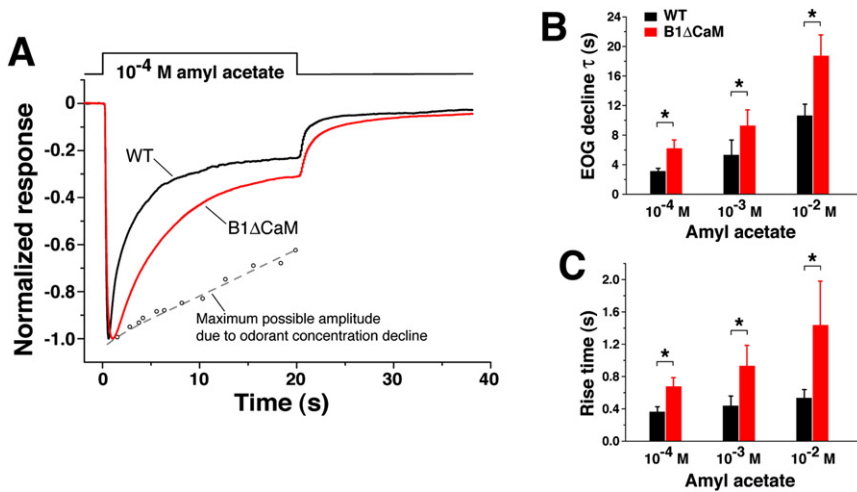 A
10⁻⁴ M amyl acetate
Normalized response
0
-0.2
-0.4
-0.6
-0.8
-1.0
WT
B1ΔCaM
Maximum possible amplitude
due to odorant concentration decline
0 10 20 30 40
Time (s)
B
WT
B1ΔCaM
EOG decline τ (s)
24
20
16
12
8
4
0
* * *
10⁻⁴ M 10⁻³ M 10⁻² M
Amyl acetate
C
Rise time (s)
2.0
1.6
1.2
0.8
0.4
0.0
* * *
10⁻⁴ M 10⁻³ M 10⁻² M
Amyl acetate